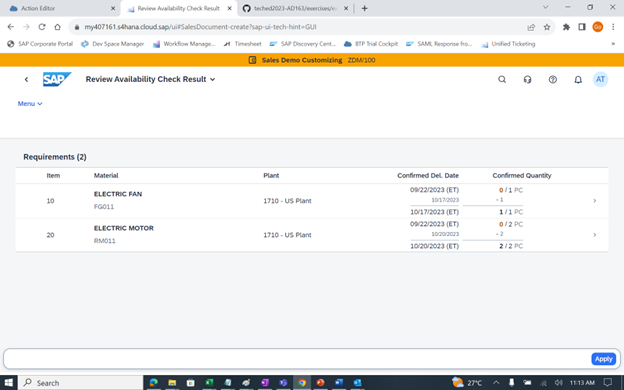 Action Editor
Review Availability Check Result
teched2023-AD163/exercises/e
my407161.s4hana.cloud.sap/ui#SalesDocument-create?sap-ui-tech-hint=GUI
Go
SAP Corporate Portal
Dev Space Manager
Workflow Manage...
Timesheet
SAP Discovery Cent...
BTP Trial Cockpit
SAML Response fro...
Unified Ticketing
Sales Demo Customizing ZDM/100
SAP
Review Availability Check Result
AT
Menu
Requirements (2)
Item Material Plant Confirmed Del. Date Confirmed Quantity
ELECTRIC FAN 09/22/2023 (ET) 0 / 1 PC
10 1710 - US Plant 10/17/2023 + 1
FG011 10/17/2023 (ET) 1 / 1 PC
ELECTRIC MOTOR 09/22/2023 (ET) 0 / 2 PC
20 1710 - US Plant 10/20/2023 + 2
RM011 10/20/2023 (ET) 2 / 2 PC
Apply
Search
27°C
11:13 AM